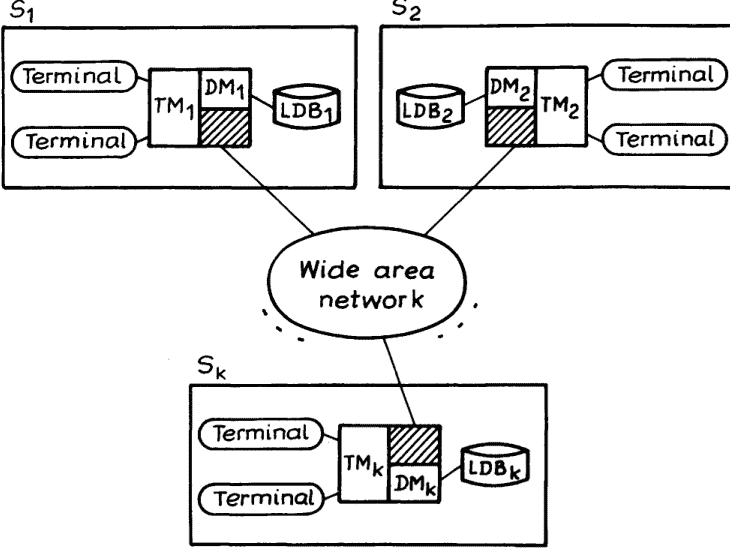 S₁
Terminal
Terminal
TM₁
DM₁
LDB₁
S₂
LDB₂
DM₂
TM₂
Terminal
Terminal
Wide area
network
Sₖ
Terminal
Terminal
TMₖ
DMₖ
LDBₖ